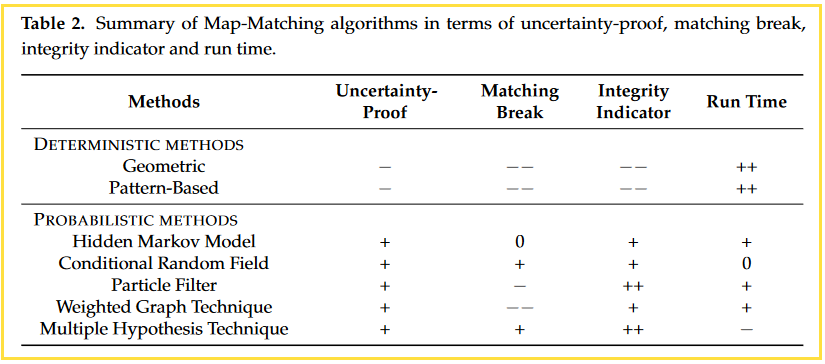 Table 2. Summary of Map-Matching algorithms in terms of uncertainty-proof, matching break,
integrity indicator and run time.
Methods Uncertainty-Proof Matching Break Integrity Indicator Run Time
DETERMINISTIC METHODS
Geometric − −− −− ++
Pattern-Based − −− −− ++
PROBABILISTIC METHODS
Hidden Markov Model + 0 + +
Conditional Random Field + + + 0
Particle Filter + − ++ +
Weighted Graph Technique + −− + +
Multiple Hypothesis Technique + + ++ −